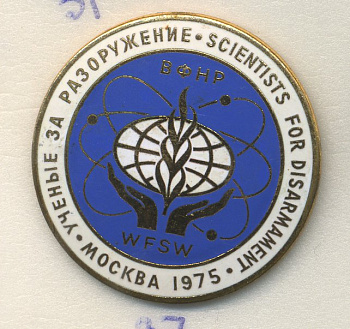 УЧЕНЫЕ ЗА РАЗОРУЖЕНИЕ • SCIENTISTS FOR DISARMAMENT •
МОСКВА 1975 •
ВФНР
WFSW